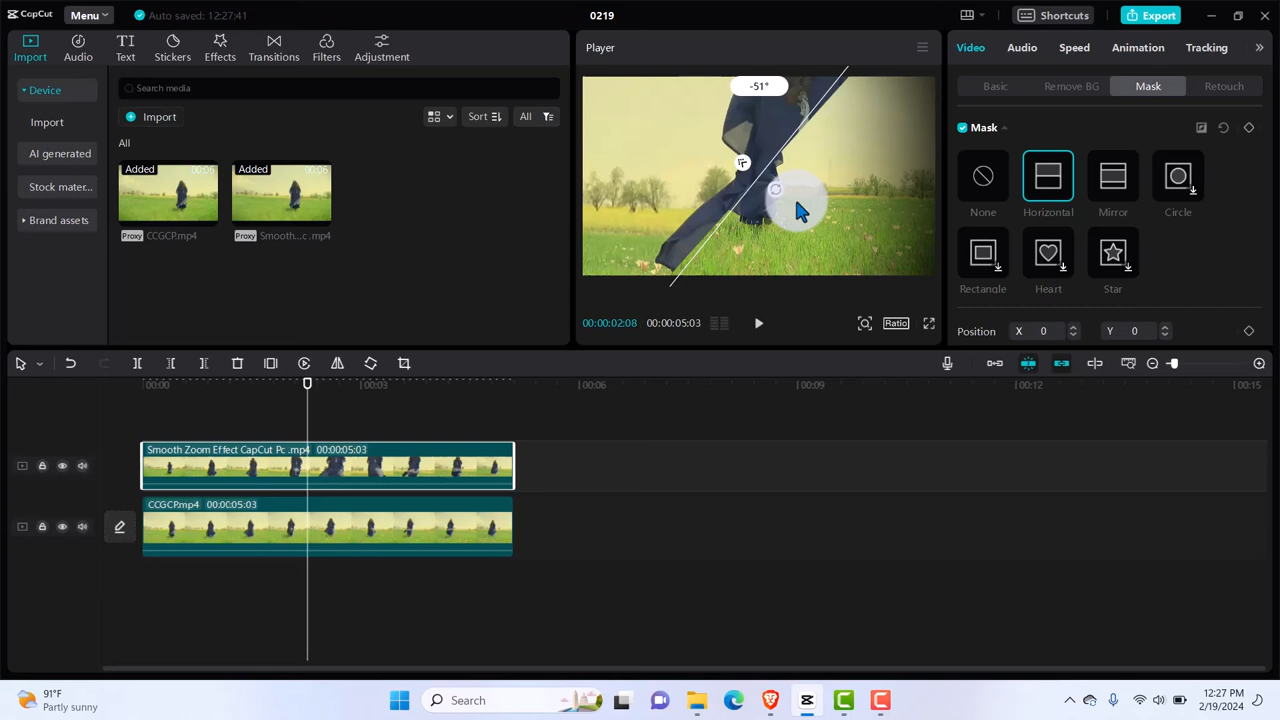 CapCut
Menu
Auto saved: 12:27:41
0219
Shortcuts
Export
Import
Audio
Text
Stickers
Effects
Transitions
Filters
Adjustment
Device
Import
AI generated
Stock mater...
Brand assets
Search media
Import
Sort
All
All
Added
00:06
Proxy
CCGCP.mp4
Added
00:06
Proxy
Smooth...c .mp4
Player
-51°
00:00:02:08
00:00:05:03
Ratio
Video
Audio
Speed
Animation
Tracking
Basic
Remove BG
Mask
Retouch
Mask
None
Horizontal
Mirror
Circle
Rectangle
Heart
Star
Position
X
0
Y
0
00:00
00:03
00:06
00:09
00:12
00:15
Smooth Zoom Effect CapCut Pc .mp4 00:00:05:03
CCGCP.mp4 00:00:05:03
91°F
Partly sunny
Search
12:27 PM
2/19/2024